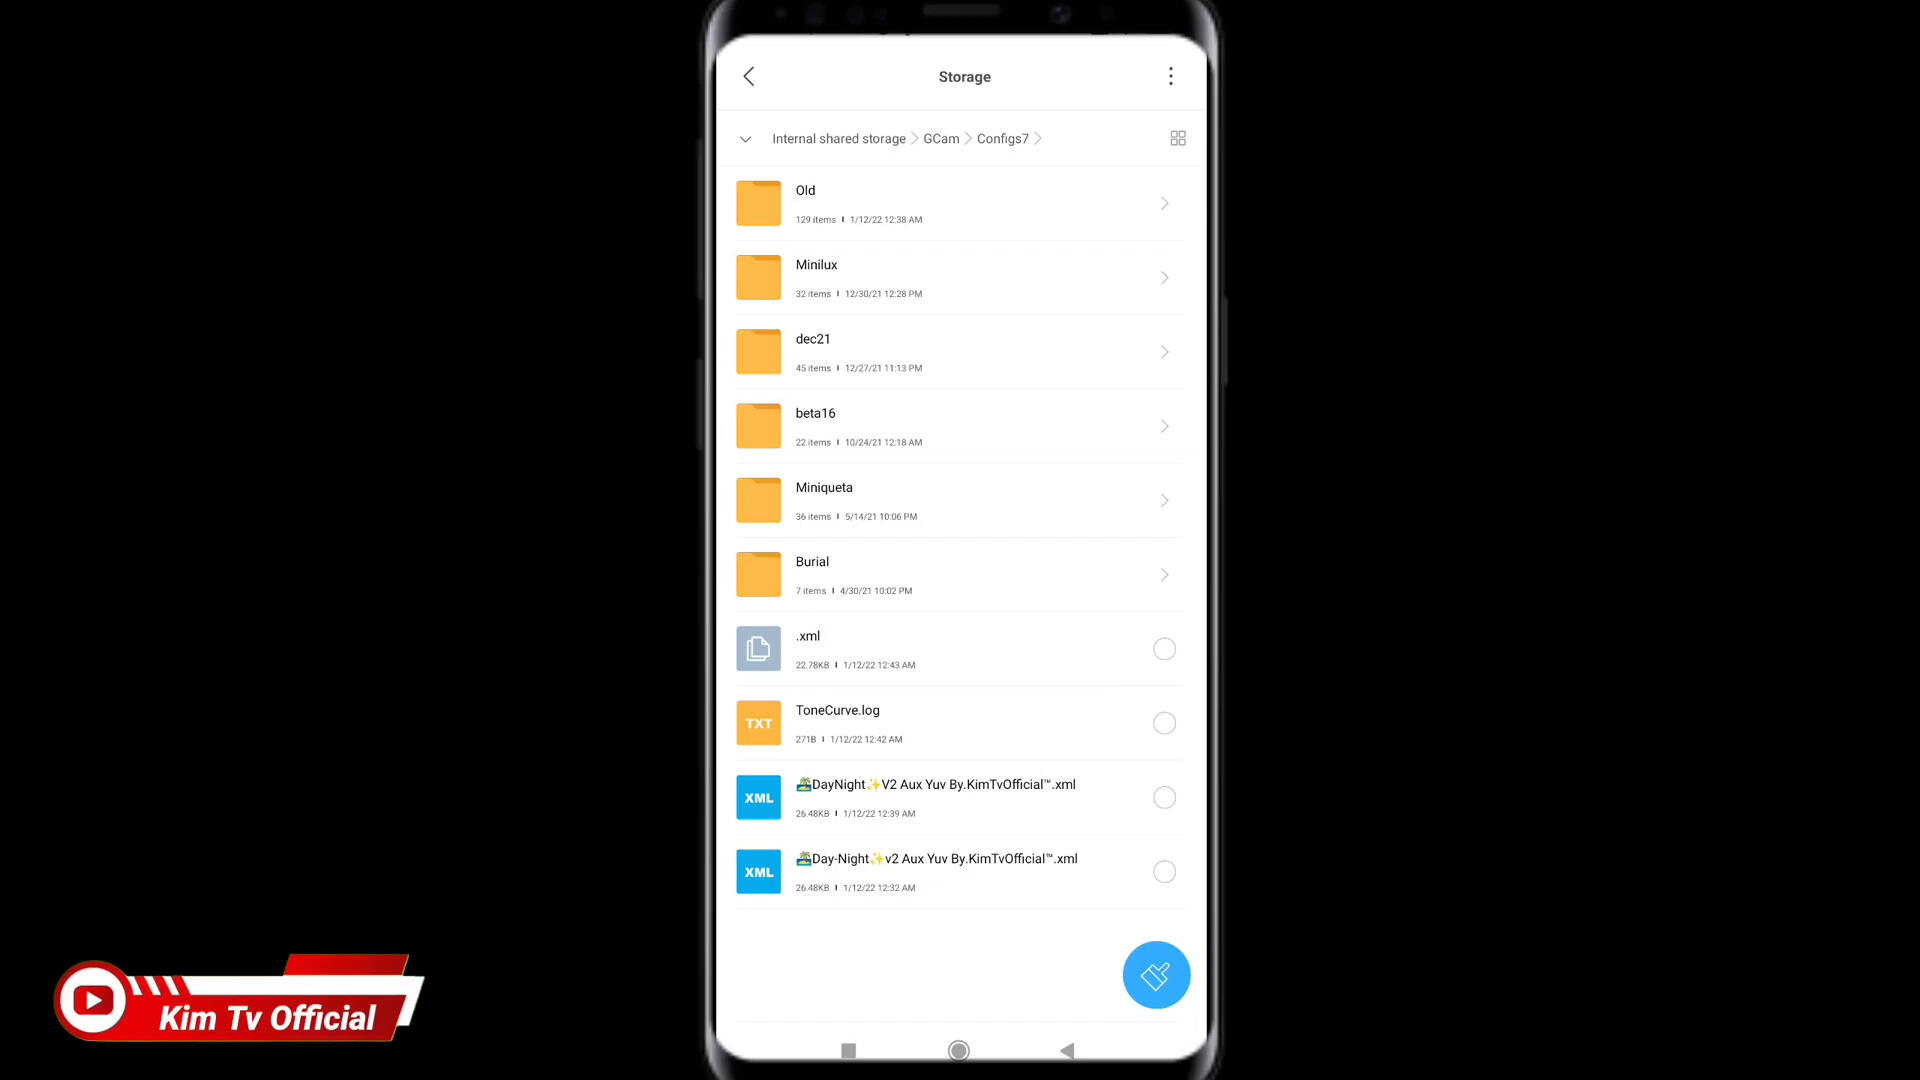 Storage
Internal shared storage > GCam > Configs7 >
Old
129 items | 1/12/22 12:38 AM
Minilux
32 items | 12/30/21 12:28 PM
dec21
45 items | 12/27/21 11:13 PM
beta16
22 items | 10/24/21 12:18 AM
Miniqueta
36 items | 5/14/21 10:06 PM
Burial
7 items | 4/30/21 10:02 PM
.xml
22.78KB | 1/12/22 12:43 AM
ToneCurve.log
TXT
271B | 1/12/22 12:42 AM
🏝DayNight✨V2 Aux Yuv By.KimTvOfficial™.xml
XML
26.48KB | 1/12/22 12:39 AM
🏝Day-Night✨v2 Aux Yuv By.KimTvOfficial™.xml
XML
26.48KB | 1/12/22 12:32 AM
Kim Tv Official